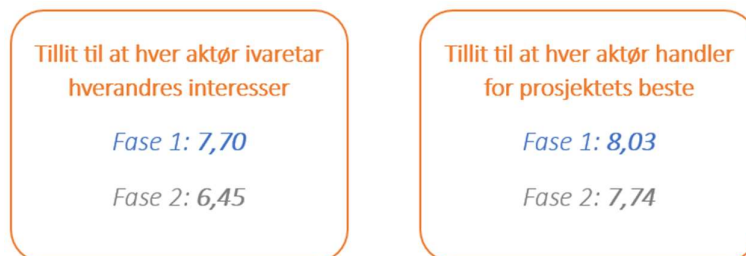 Tillit til at hver aktør ivaretar
hverandres interesser
Fase 1: 7,70
Fase 2: 6,45
Tillit til at hver aktør handler
for prosjektets beste
Fase 1: 8,03
Fase 2: 7,74